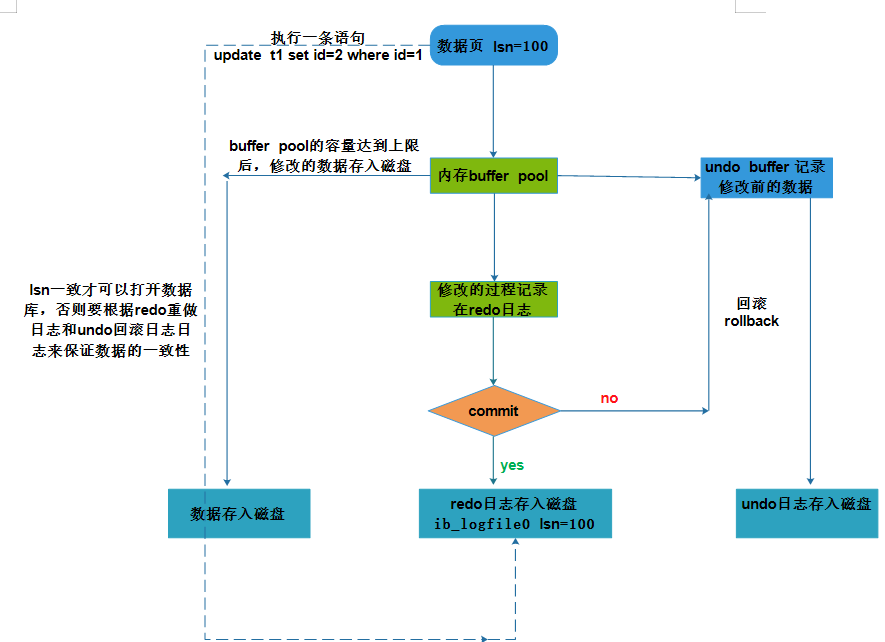 执行一条语句
update t1 set id=2 where id=1
数据页 lsn=100
buffer pool的容量达到上限
后，修改的数据存入磁盘
内存buffer pool
undo buffer 记录
修改前的数据
lsn一致才可以打开数据
库，否则要根据redo重做
日志和undo回滚日志日
志来保证数据的一致性
修改的过程记录
在redo日志
回滚
rollback
commit
no
yes
数据存入磁盘
redo日志存入磁盘
ib_logfile0 lsn=100
undo日志存入磁盘